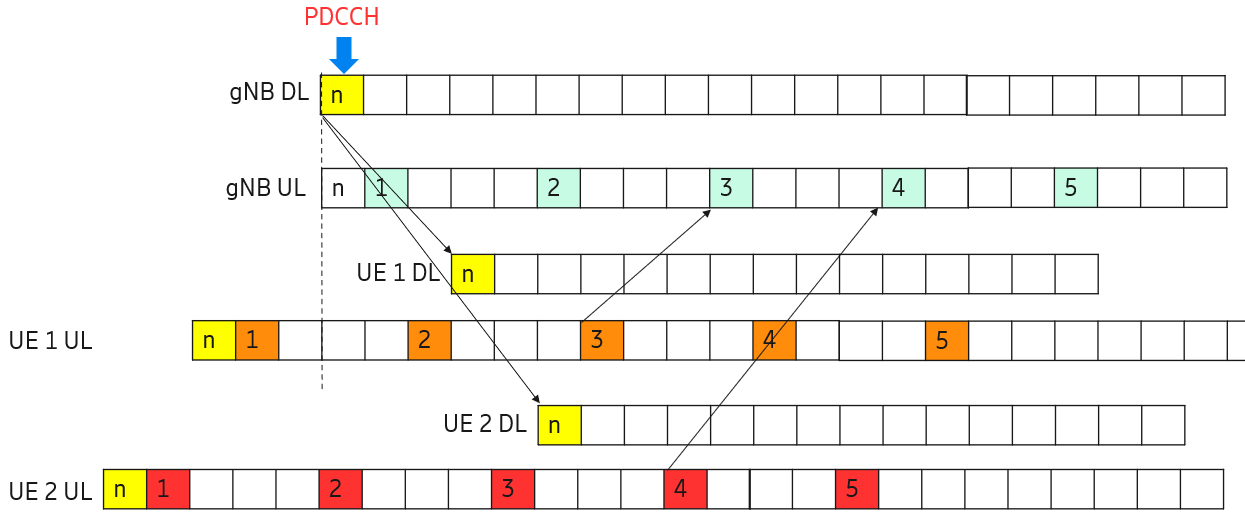 PDCCH
gNB DL n
gNB UL n 1 2 3 4 5
UE 1 DL n
UE 1 UL n 1 2 3 4 5
UE 2 DL n
UE 2 UL n 1 2 3 4 5